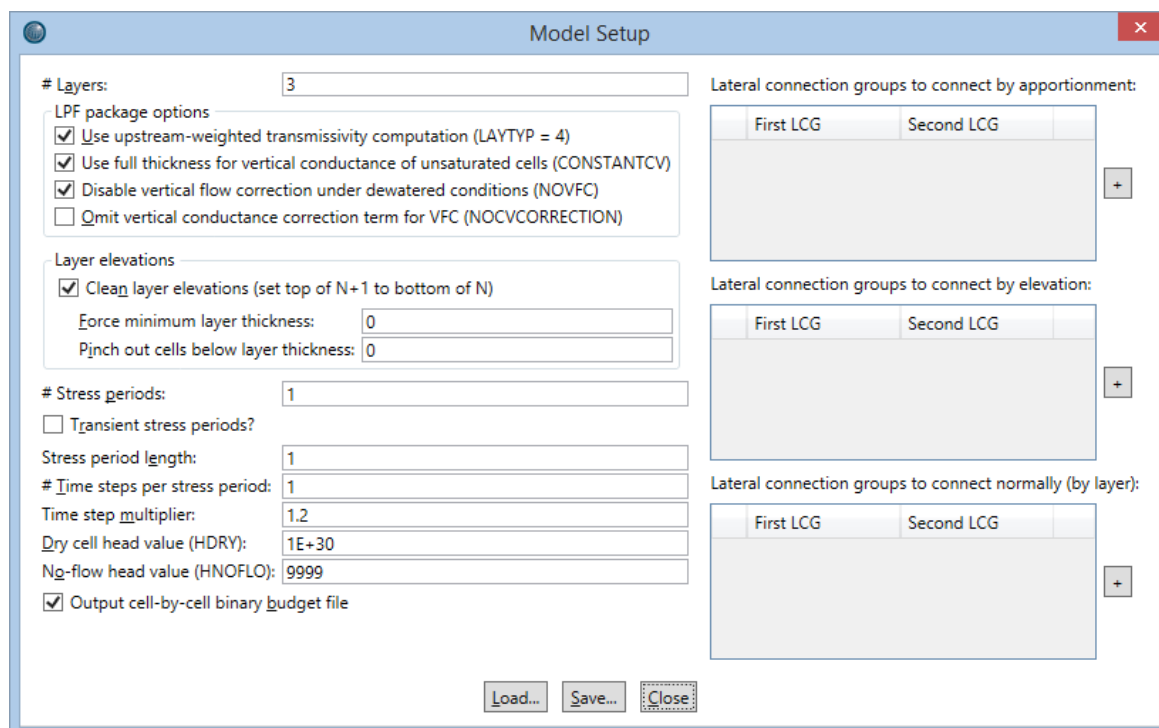 Model Setup
# Layers: 3
LPF package options
Use upstream-weighted transmissivity computation (LAYTYP = 4)
Use full thickness for vertical conductance of unsaturated cells (CONSTANTCV)
Disable vertical flow correction under dewatered conditions (NOVFC)
Omit vertical conductance correction term for VFC (NOCVCORRECTION)
Layer elevations
Clean layer elevations (set top of N+1 to bottom of N)
Force minimum layer thickness: 0
Pinch out cells below layer thickness: 0
# Stress periods: 1
Transient stress periods?
Stress period length: 1
# Time steps per stress period: 1
Time step multiplier: 1.2
Dry cell head value (HDRY): 1E+30
No-flow head value (HNOFLO): 9999
Output cell-by-cell binary budget file
Lateral connection groups to connect by apportionment:
First LCG Second LCG
+
Lateral connection groups to connect by elevation:
First LCG Second LCG
+
Lateral connection groups to connect normally (by layer):
First LCG Second LCG
+
Load... Save... Close